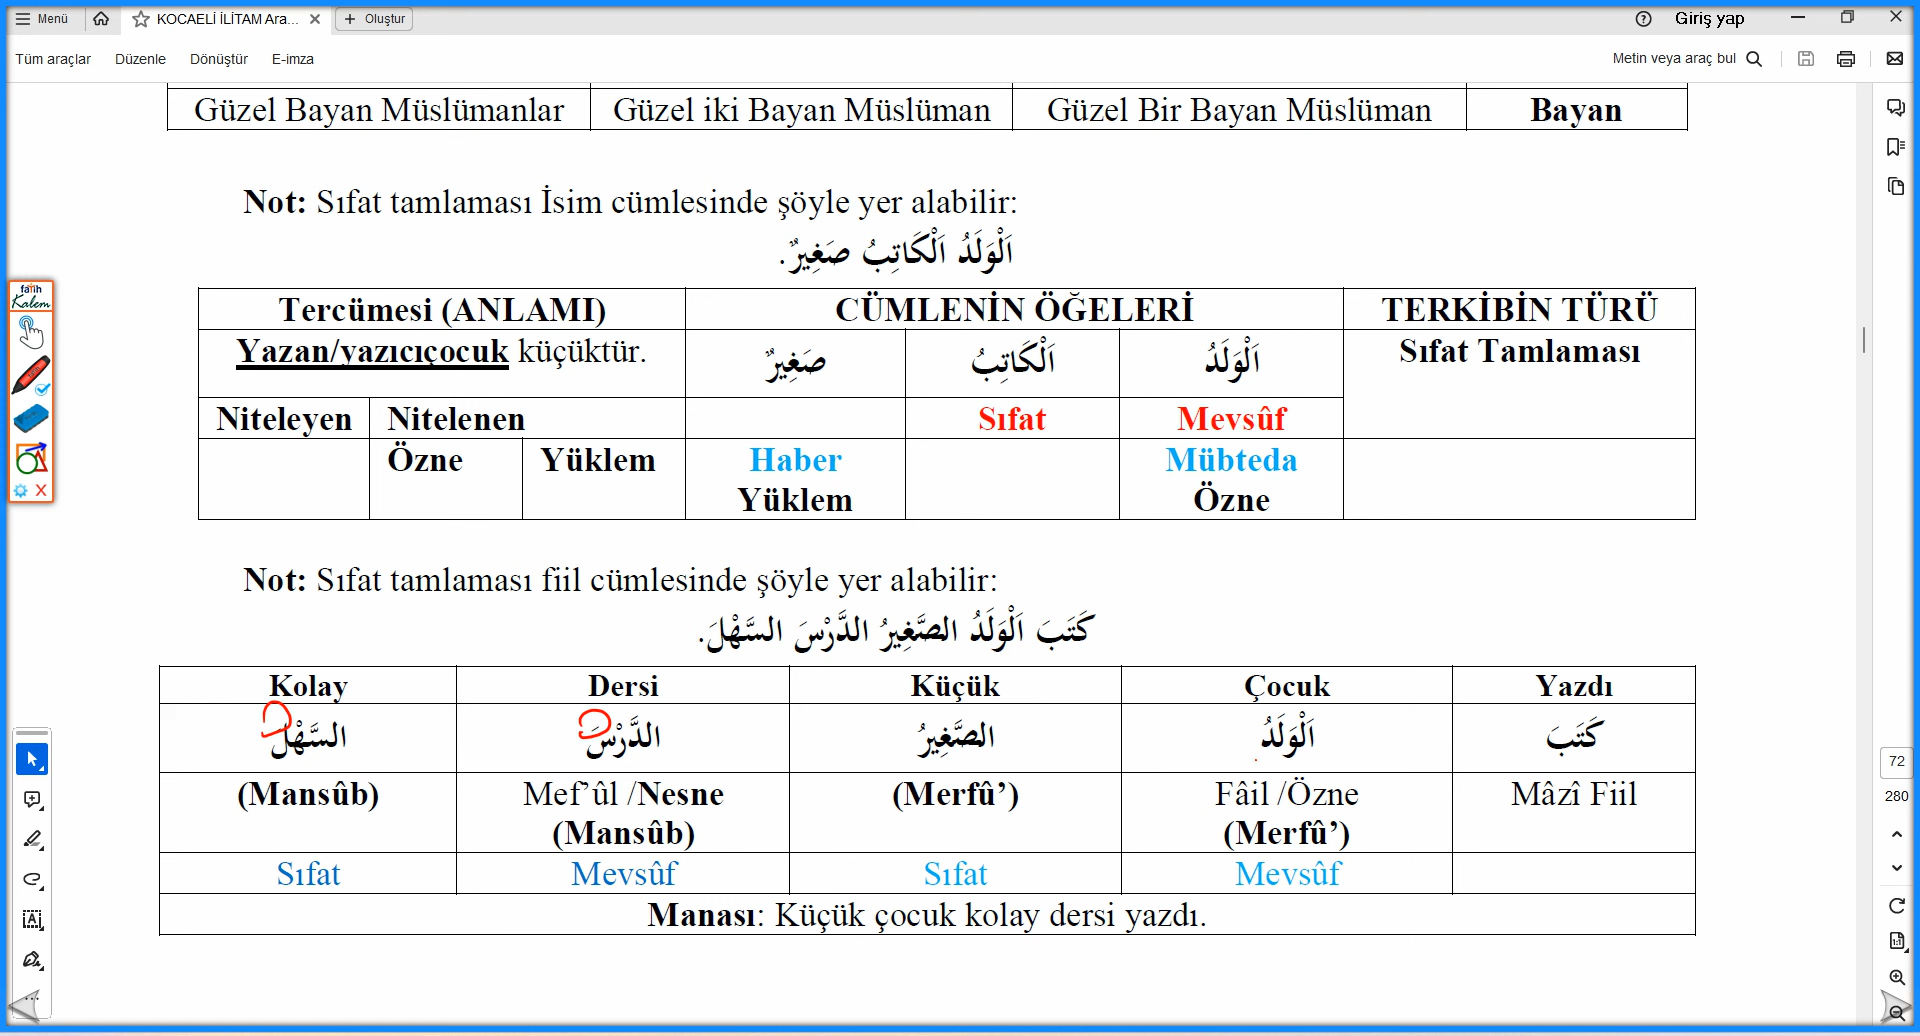 Menü
KOCAELİ İLİTAM Ara...
Oluştur
Giriş yap
Tüm araçlar
Düzenle
Dönüştür
E-imza
Metin veya araç bul
Güzel Bayan Müslümanlar
Güzel iki Bayan Müslüman
Güzel Bir Bayan Müslüman
Bayan
Not: Sıfat tamlaması İsim cümlesinde şöyle yer alabilir:
اَلْوَلَدُ اَلْكَاتِبُ صَغِيرٌ.
Tercümesi (ANLAMI)
CÜMLENİN ÖĞELERİ
TERKİBİN TÜRÜ
Yazan/yazıcıçocuk küçüktür.
صَغِيرٌ
اَلْكَاتِبُ
اَلْوَلَدُ
Sıfat Tamlaması
Niteleyen
Nitelenen
Sıfat
Mevsûf
Özne
Yüklem
Haber
Yüklem
Mübteda
Özne
Not: Sıfat tamlaması fiil cümlesinde şöyle yer alabilir:
كَتَبَ اَلْوَلَدُ الصَّغِيرُ الدَّرْسَ السَّهْلَ.
Kolay
Dersi
Küçük
Çocuk
Yazdı
السَّهْلَ
الدَّرْسَ
الصَّغِيرُ
اَلْوَلَدُ
كَتَبَ
(Mansûb)
Mef’ûl /Nesne
(Mansûb)
(Merfû’)
Fâil /Özne
(Merfû’)
Mâzî Fiil
Sıfat
Mevsûf
Sıfat
Mevsûf
Manası: Küçük çocuk kolay dersi yazdı.
fatih
Kalem
72
280